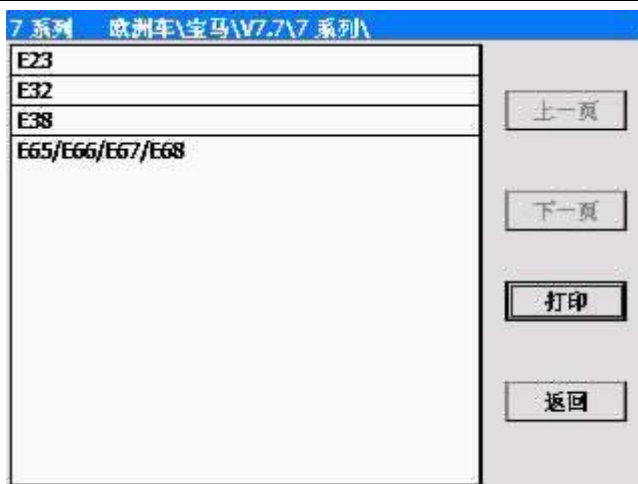 7 系列 欧洲车\宝马\V7.7\7 系列\
E23
E32
E38
E65/E66/E67/E68
上一页
下一页
打印
返回